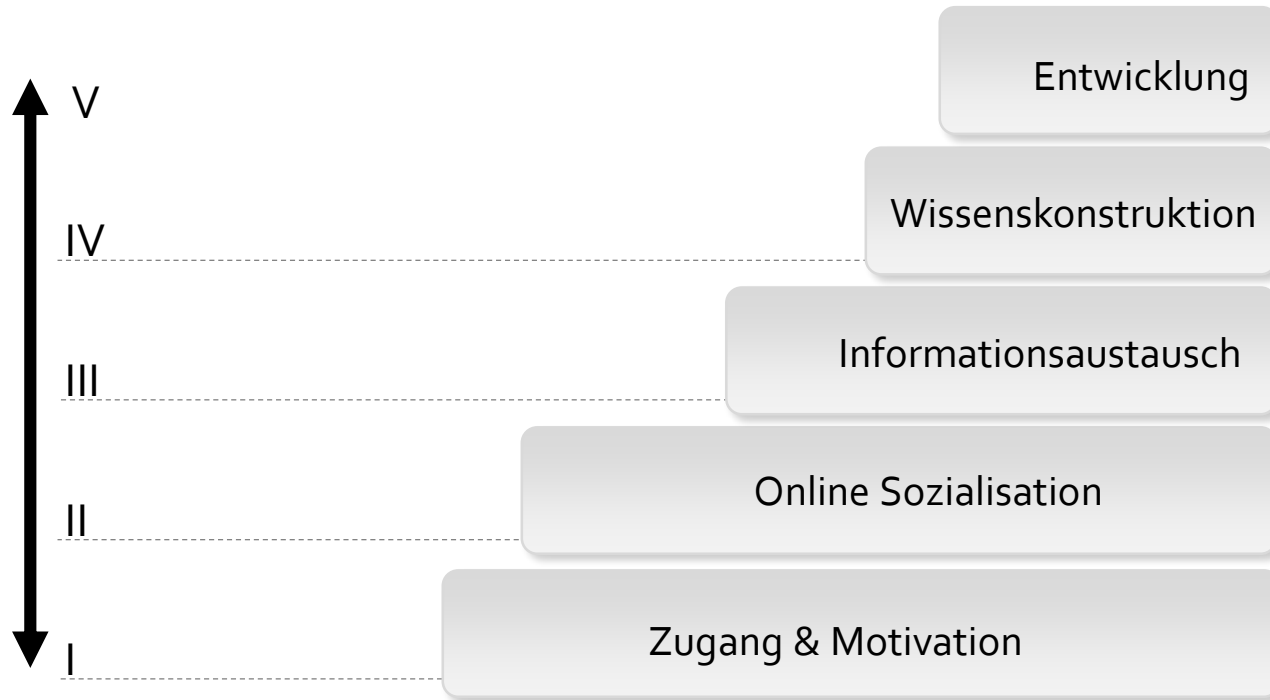 V
Entwicklung
IV
Wissenskonstruktion
III
Informationsaustausch
II
Online Sozialisation
I
Zugang & Motivation